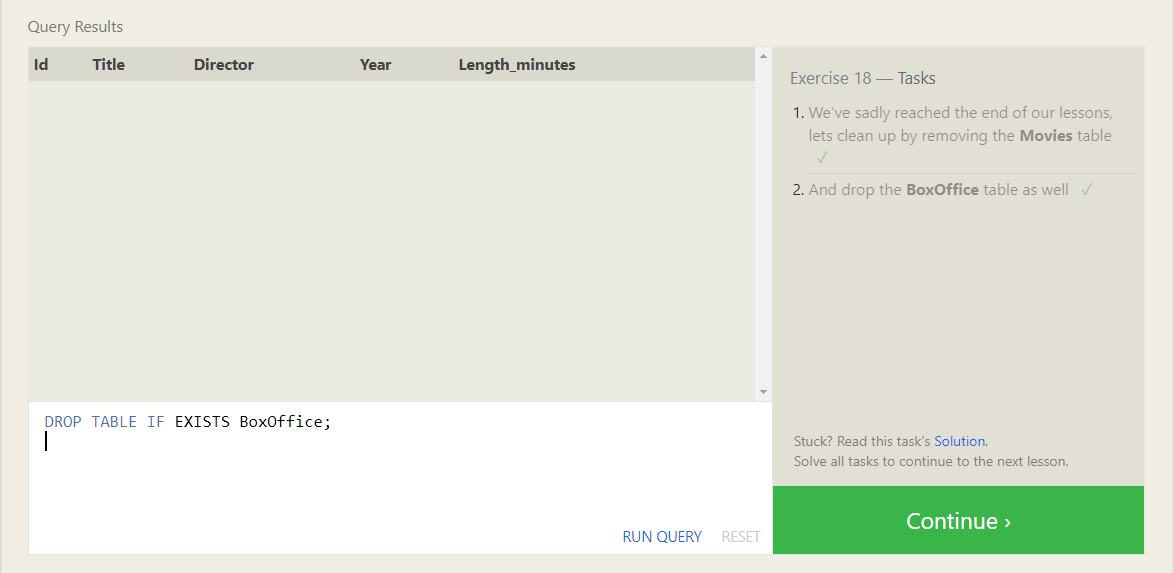 Query Results
Id Title Director Year Length_minutes
Exercise 18 — Tasks
1. We've sadly reached the end of our lessons,
lets clean up by removing the Movies table
✓
2. And drop the BoxOffice table as well ✓
DROP TABLE IF EXISTS BoxOffice;
RUN QUERY RESET
Stuck? Read this task's Solution.
Solve all tasks to continue to the next lesson.
Continue ›